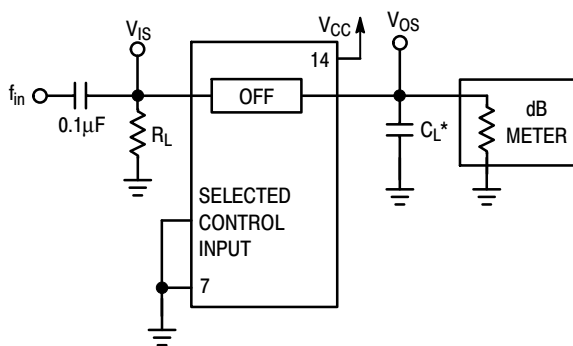 V_IS
V_CC
14
V_OS
f_in
0.1μF
R_L
OFF
C_L*
dB
METER
SELECTED
CONTROL
INPUT
7